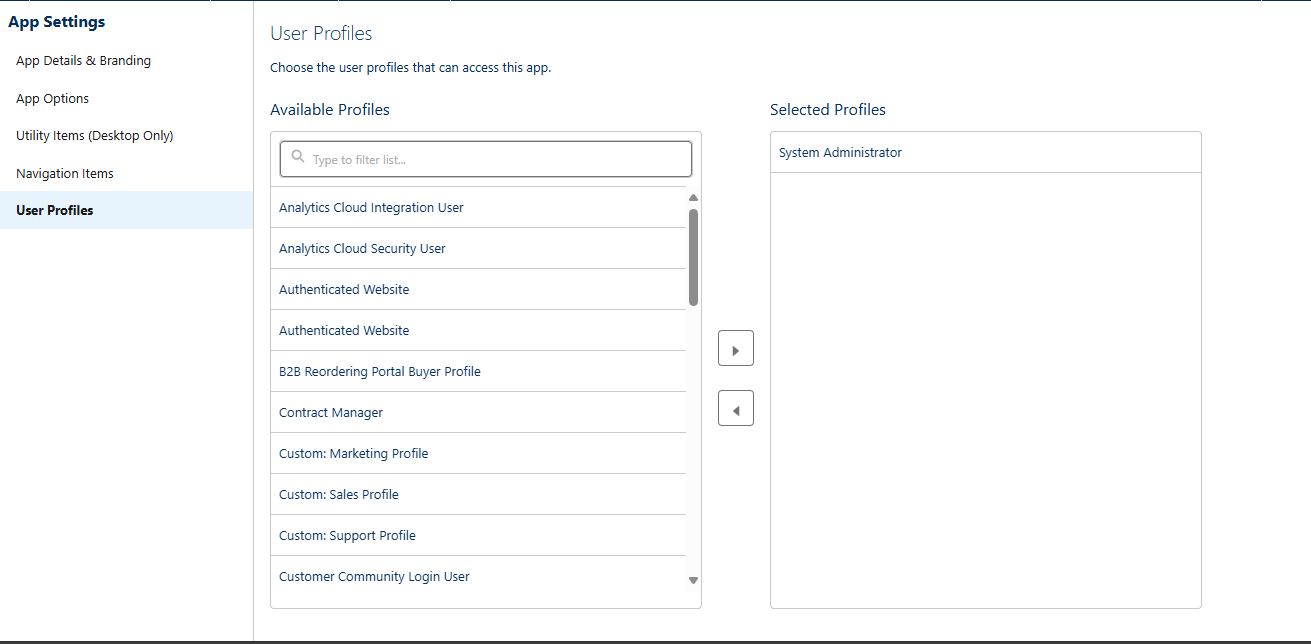 App Settings
App Details & Branding
App Options
Utility Items (Desktop Only)
Navigation Items
User Profiles
User Profiles
Choose the user profiles that can access this app.
Available Profiles
Type to filter list...
Analytics Cloud Integration User
Analytics Cloud Security User
Authenticated Website
Authenticated Website
B2B Reordering Portal Buyer Profile
Contract Manager
Custom: Marketing Profile
Custom: Sales Profile
Custom: Support Profile
Customer Community Login User
Selected Profiles
System Administrator